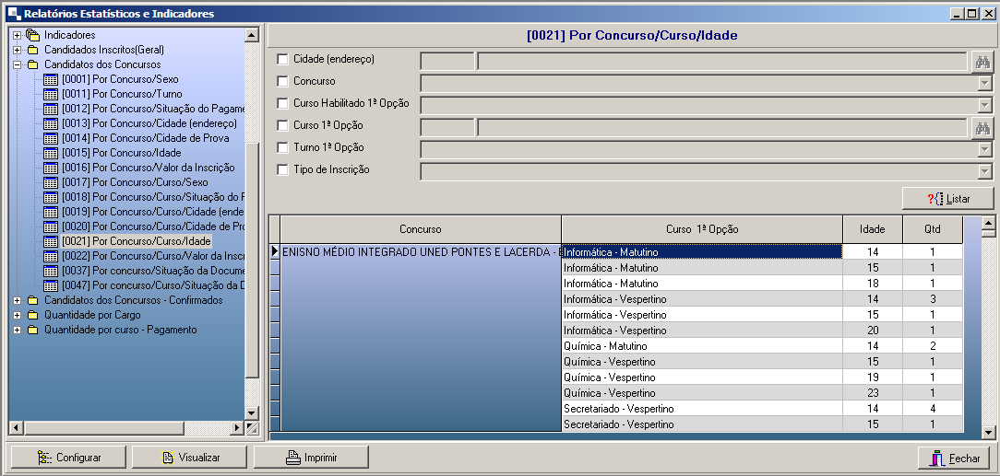 Relatórios Estatísticos e Indicadores
Indicadores
Candidados Inscritos(Geral)
Candidatos dos Concursos
[0001] Por Concurso/Sexo
[0011] Por Concurso/Turno
[0012] Por Concurso/Situação do Pagame
[0013] Por Concurso/Cidade (endereço)
[0014] Por Concurso/Cidade de Prova
[0015] Por Concurso/Idade
[0016] Por Concurso/Valor da Inscrição
[0017] Por Concurso/Curso/Sexo
[0018] Por Concurso/Curso/Situação do F
[0019] Por Concurso/Curso/Cidade (ende
[0020] Por Concurso/Curso/Cidade de Pro
[0021] Por Concurso/Curso/Idade
[0022] Por Concurso/Curso/Valor da Inscr
[0037] Por concurso/Situação da Docume
[0047] Por concurso/Curso/Situação da D
Candidatos dos Concursos - Confirmados
Quantidade por Cargo
Quantidade por curso - Pagamento
[0021] Por Concurso/Curso/Idade
Cidade (endereço)
Concurso
Curso Habilitado 1ª Opção
Curso 1ª Opção
Turno 1ª Opção
Tipo de Inscrição
Listar
Concurso Curso 1ª Opção Idade Qtd
ENISNO MÉDIO INTEGRADO UNED PONTES E LACERDA - Informática - Matutino 14 1
Informática - Matutino 15 1
Informática - Matutino 18 1
Informática - Vespertino 14 3
Informática - Vespertino 15 1
Informática - Vespertino 20 1
Química - Matutino 14 2
Química - Vespertino 15 1
Química - Vespertino 19 1
Química - Vespertino 23 1
Secretariado - Vespertino 14 4
Secretariado - Vespertino 15 1
Configurar Visualizar Imprimir Fechar